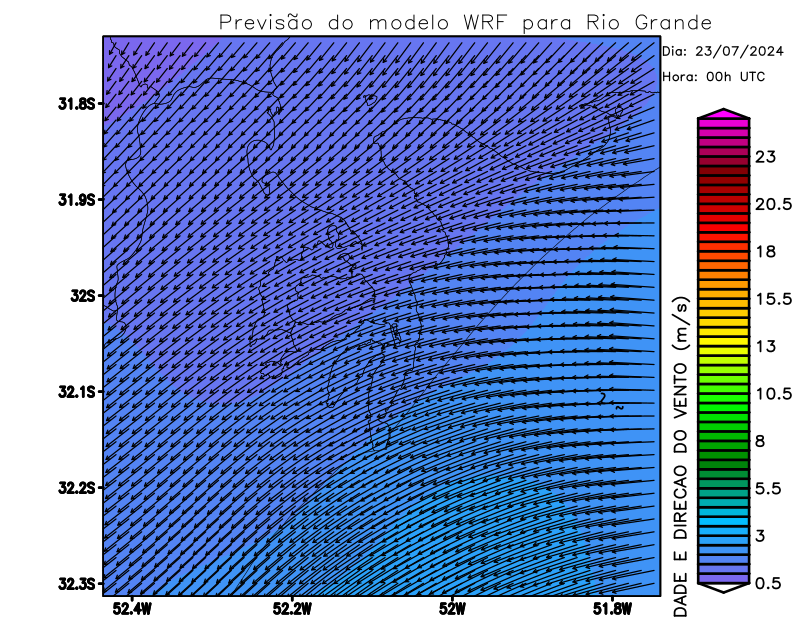 Previsão do modelo WRF para Rio Grande
Dia: 23/07/2024
Hora: 00h UTC
31.8S
31.9S
32S
32.1S
32.2S
32.3S
52.4W
52.2W
52W
51.8W
23
20.5
18
15.5
13
10.5
8
5.5
3
0.5
DADE E DIRECAO DO VENTO (m/s)